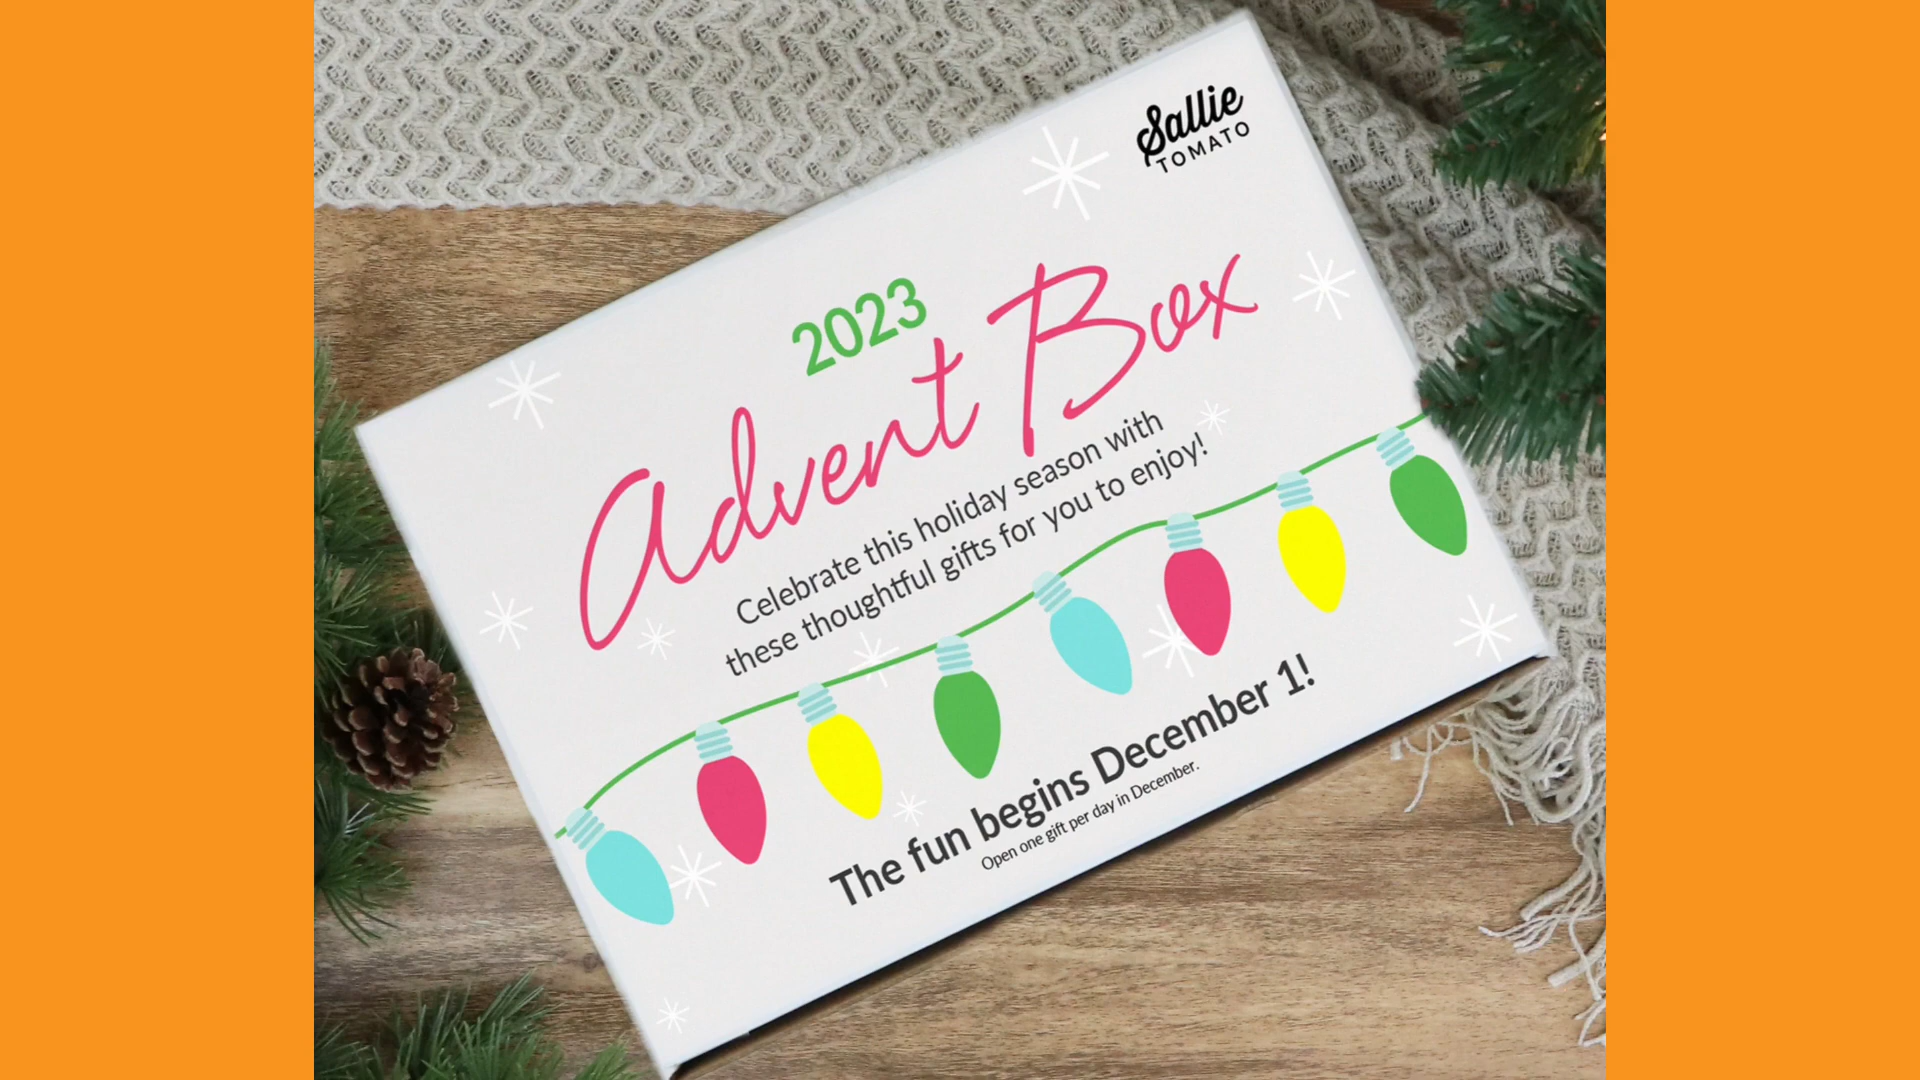 Sallie
TOMATO
2023
Advent Box
Celebrate this holiday season with
these thoughtful gifts for you to enjoy!
The fun begins December 1!
Open one gift per day in December.